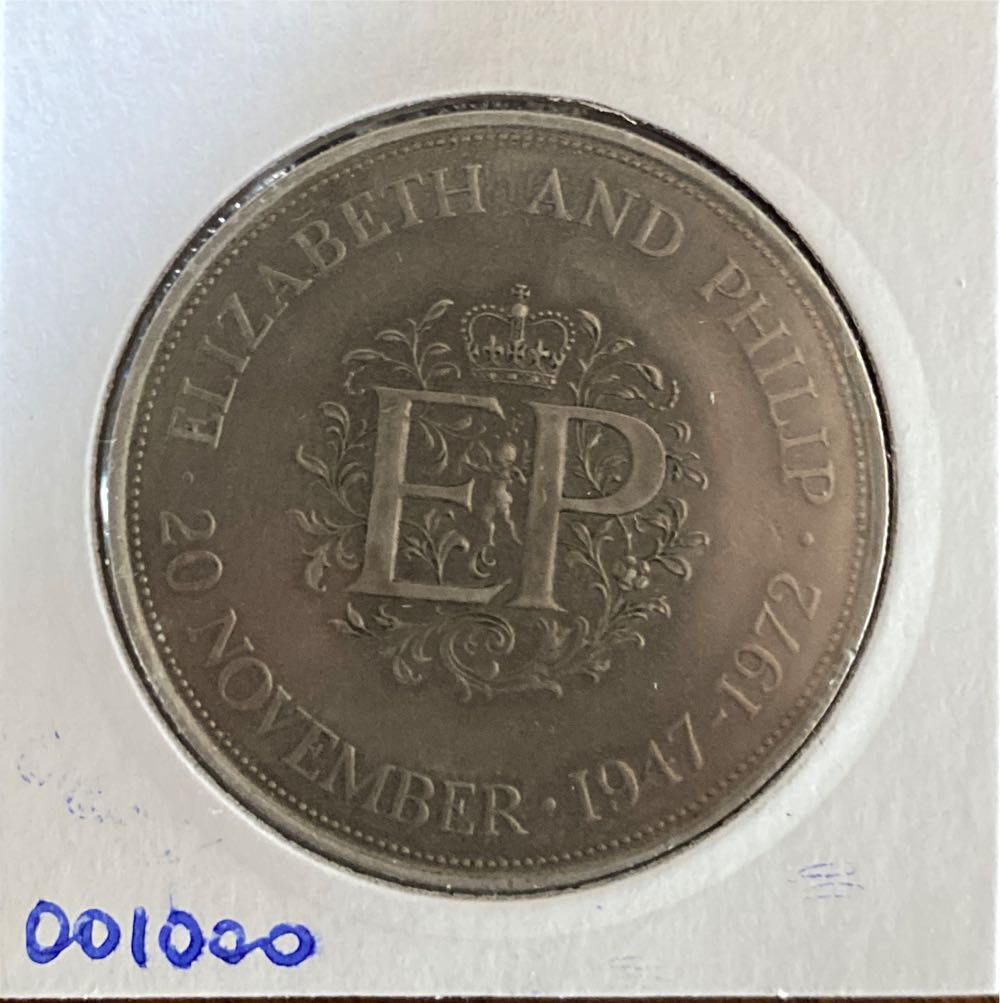 · ELIZABETH AND PHILIP ·
20 NOVEMBER · 1947-1972
EP
001000